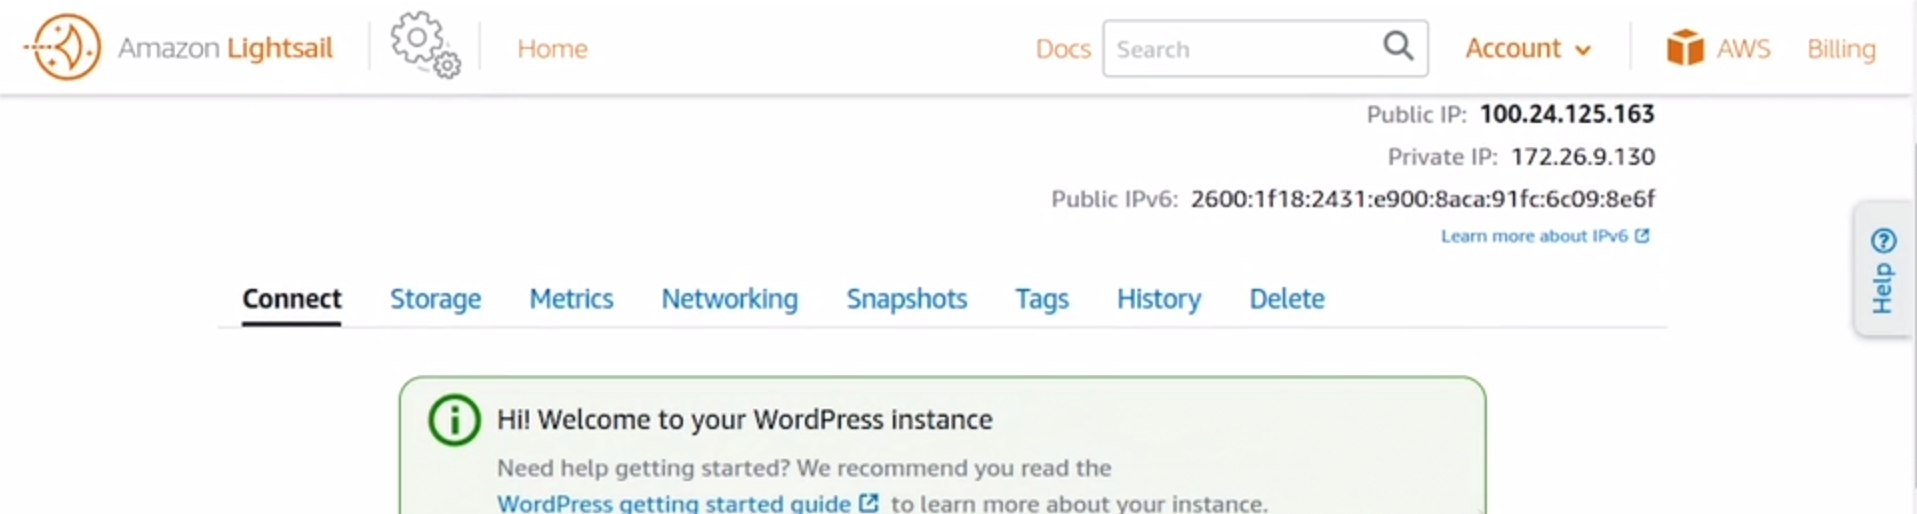 Amazon Lightsail Home Docs Search Account AWS Billing
Public IP: 100.24.125.163
Private IP: 172.26.9.130
Public IPv6: 2600:1f18:2431:e900:8aca:91fc:6c09:8e6f
Learn more about IPv6
Help
Connect Storage Metrics Networking Snapshots Tags History Delete
Hi! Welcome to your WordPress instance
Need help getting started? We recommend you read the
WordPress getting started guide to learn more about your instance.